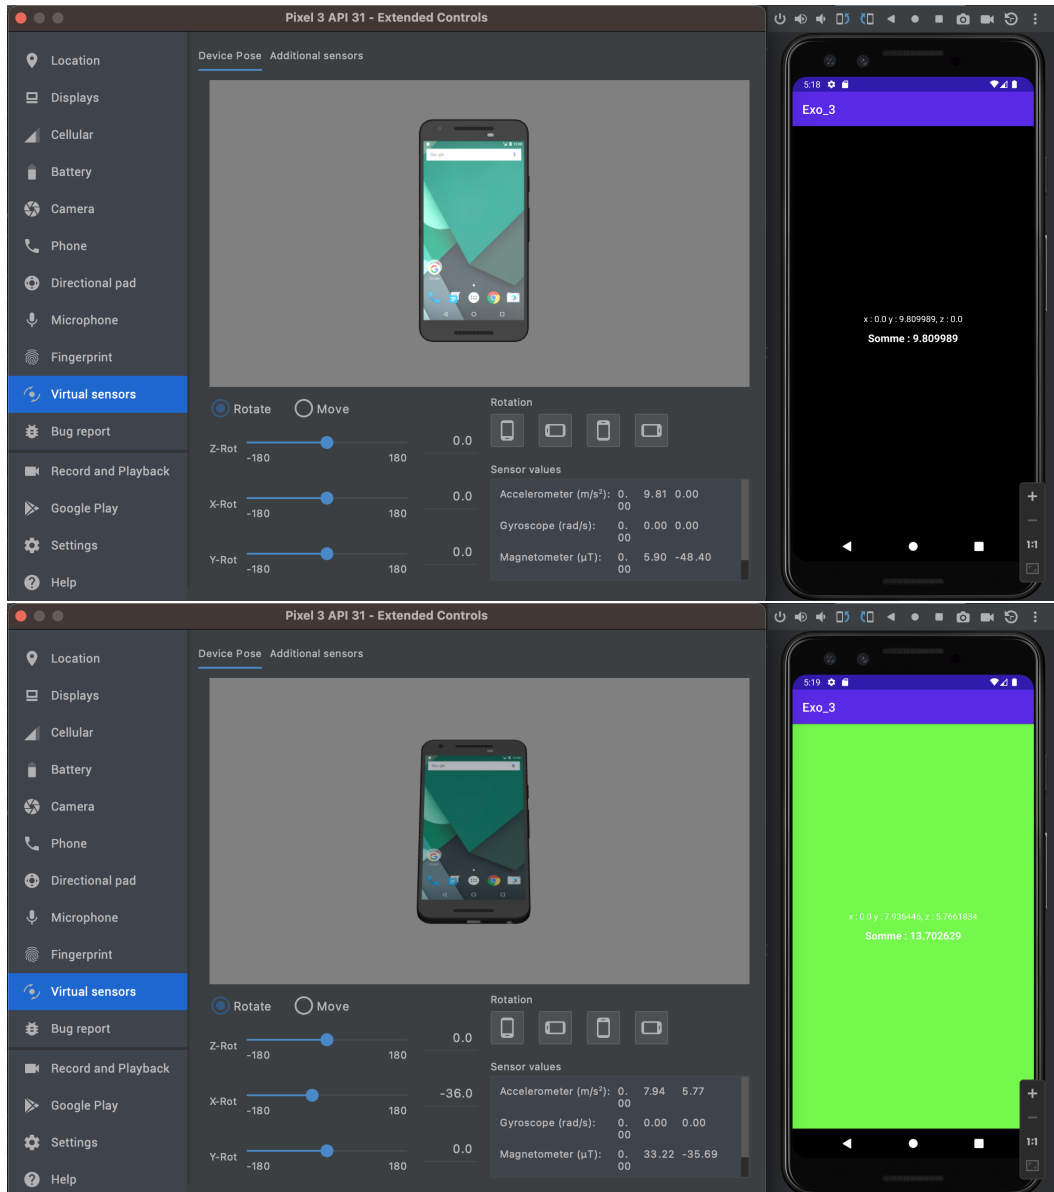 Pixel 3 API 31 - Extended Controls
Location
Displays
Cellular
Battery
Camera
Phone
Directional pad
Microphone
Fingerprint
Virtual sensors
Bug report
Record and Playback
Google Play
Settings
Help
Device Pose Additional sensors
Google
Rotate Move
Z-Rot 0.0
-180 180
X-Rot 0.0
-180 180
Y-Rot 0.0
-180 180
Rotation
Sensor values
Accelerometer (m/s²): 0. 9.81 0.00
00
Gyroscope (rad/s): 0. 0.00 0.00
00
Magnetometer (μT): 0. 5.90 -48.40
00
5:18
Exo_3
x : 0.0 y : 9.809989, z : 0.0
Somme : 9.809989
1:1
Pixel 3 API 31 - Extended Controls
Location
Displays
Cellular
Battery
Camera
Phone
Directional pad
Microphone
Fingerprint
Virtual sensors
Bug report
Record and Playback
Google Play
Settings
Help
Device Pose Additional sensors
Google
Rotate Move
Z-Rot 0.0
-180 180
X-Rot -36.0
-180 180
Y-Rot 0.0
-180 180
Rotation
Sensor values
Accelerometer (m/s²): 0. 7.94 5.77
00
Gyroscope (rad/s): 0. 0.00 0.00
00
Magnetometer (μT): 0. 33.22 -35.69
00
5:19
Exo_3
x : 0.0 y : 7.936446, z : 5.7661834
Somme : 13.702629
1:1